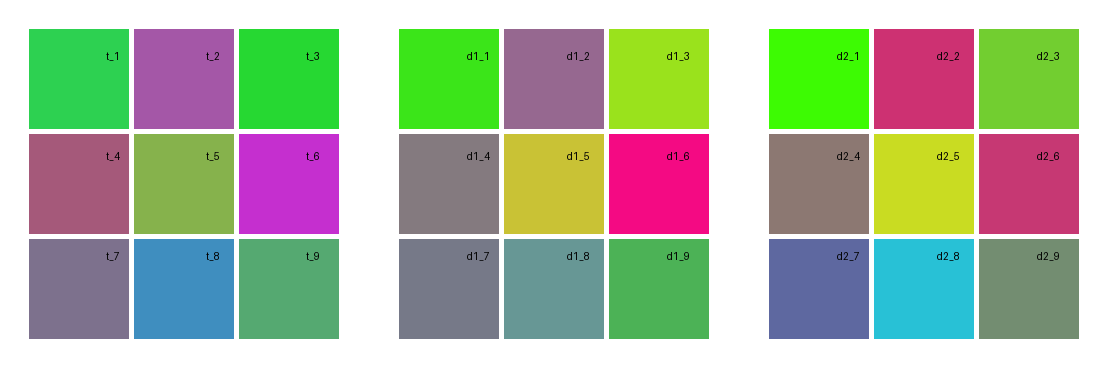 t_1 t_2 t_3 d1_1 d1_2 d1_3 d2_1 d2_2 d2_3
t_4 t_5 t_6 d1_4 d1_5 d1_6 d2_4 d2_5 d2_6
t_7 t_8 t_9 d1_7 d1_8 d1_9 d2_7 d2_8 d2_9